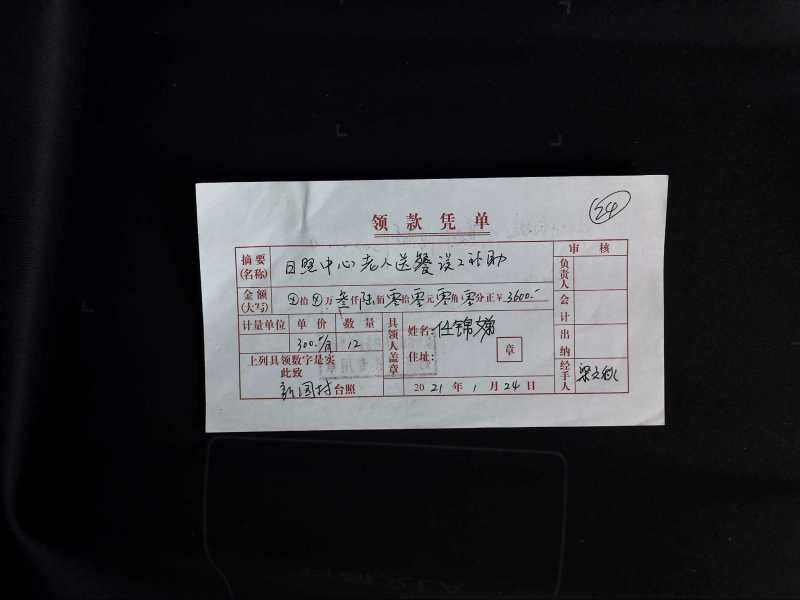 24
领款凭单
摘要(名称) 日照中心老人送餐误工补助 审核
金额(大写) ⊗拾⊗万叁仟陆佰零拾零元零角零分正￥3600.- 负责人
计量单位 单价 数量 具领人盖章 姓名:任锦 会计
300.-/月 12 住址: 章 出纳
上列具领数字是实
此致
新国村台照 2021年1月24日 经手人 梁文